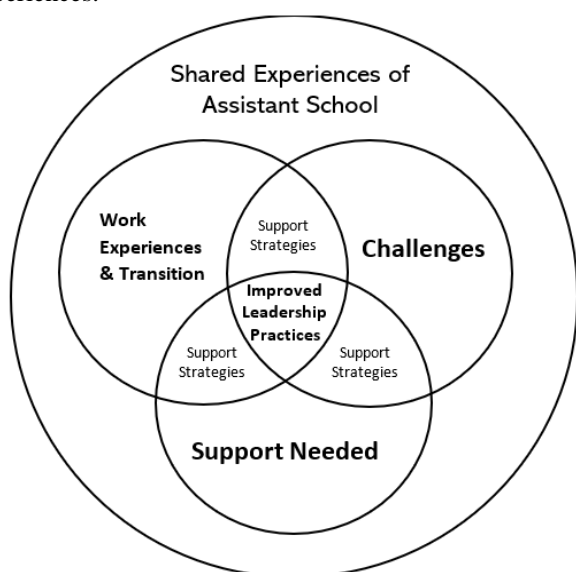 Shared Experiences of
Assistant School
Work
Experiences
& Transition
Support
Strategies
Challenges
Improved
Leadership
Practices
Support
Strategies
Support
Strategies
Support Needed